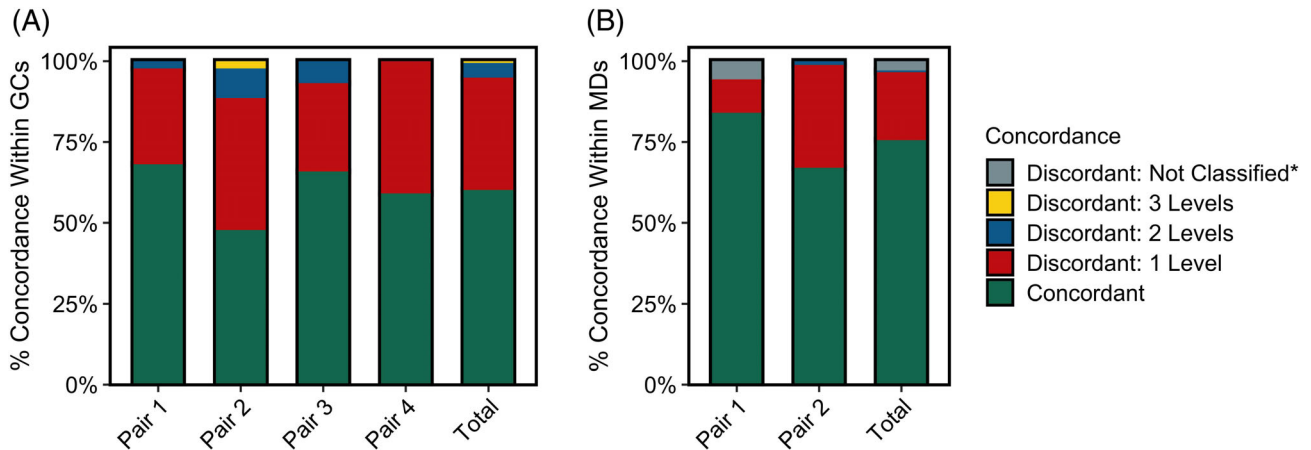 (A)
% Concordance Within GCs
100%
75%
50%
25%
0%
Pair 1
Pair 2
Pair 3
Pair 4
Total
(B)
% Concordance Within MDs
100%
75%
50%
25%
0%
Pair 1
Pair 2
Total
Concordance
Discordant: Not Classified*
Discordant: 3 Levels
Discordant: 2 Levels
Discordant: 1 Level
Concordant